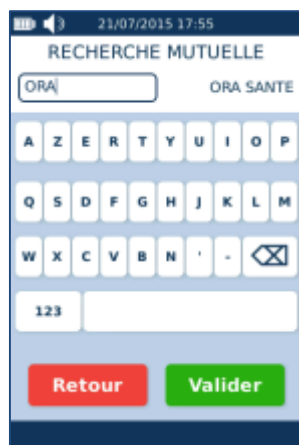 21/07/2015 17:55
RECHERCHE MUTUELLE
ORA ORA SANTE
A Z E R T Y U I O P
Q S D F G H J K L M
W X C V B N ' -
123
Retour Valider